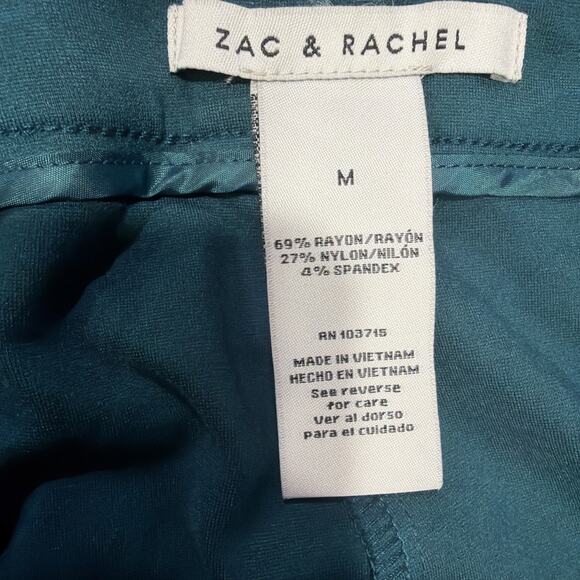 ZAC & RACHEL
M
69% RAYON/RAYÓN
27% NYLON/NILÓN
4% SPANDEX
RN 103715
MADE IN VIETNAM
HECHO EN VIETNAM
See reverse
for care
Ver al dorso
para el cuidado